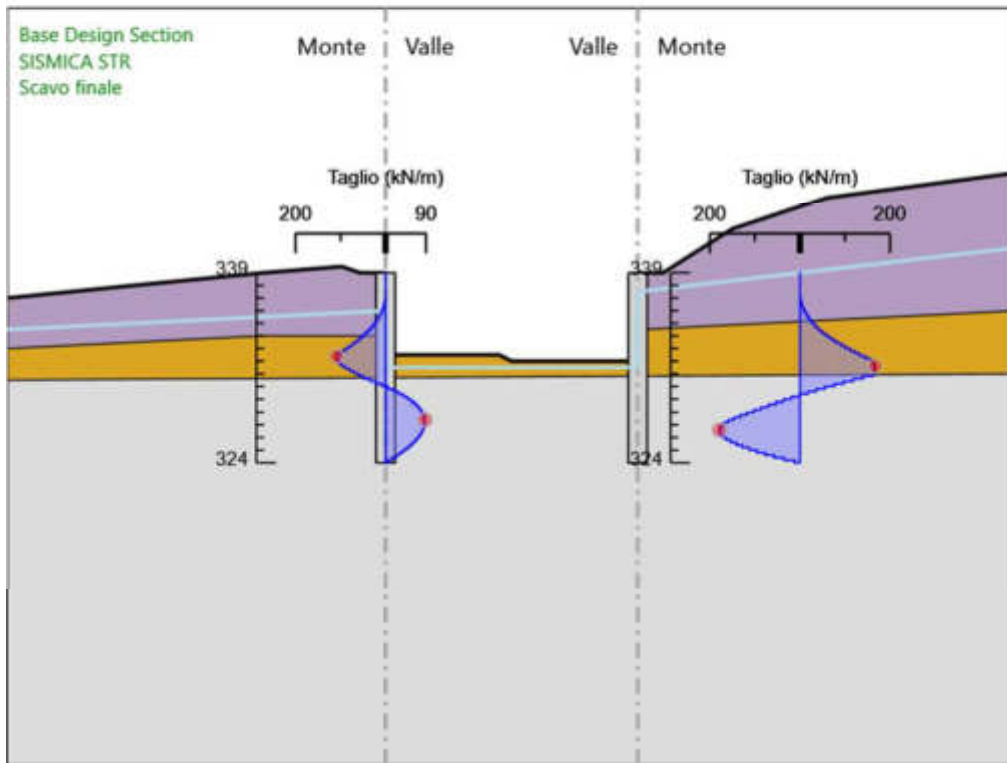 Base Design Section
SISMICA STR
Scavo finale
Monte Valle Valle Monte
Taglio (kN/m) Taglio (kN/m)
200 90 200 200
339 339
324 324